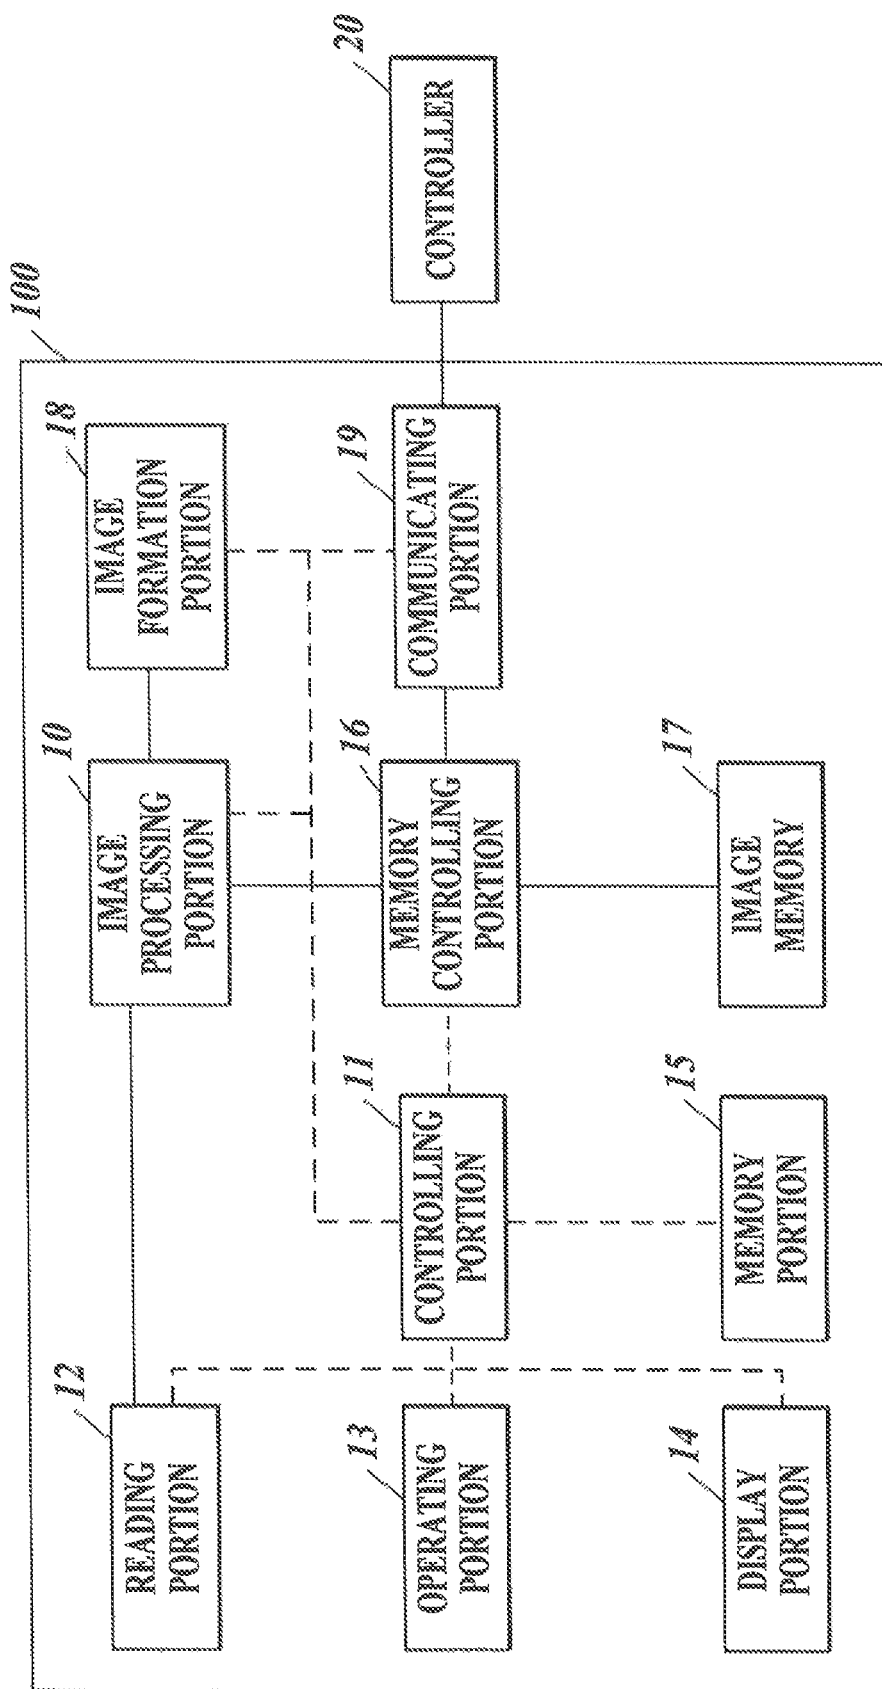 100
12
READING
PORTION
10
IMAGE
PROCESSING
PORTION
18
IMAGE
FORMATION
PORTION
13
OPERATING
PORTION
11
CONTROLLING
PORTION
16
MEMORY
CONTROLLING
PORTION
19
COMMUNICATING
PORTION
20
CONTROLLER
14
DISPLAY
PORTION
15
MEMORY
PORTION
17
IMAGE
MEMORY